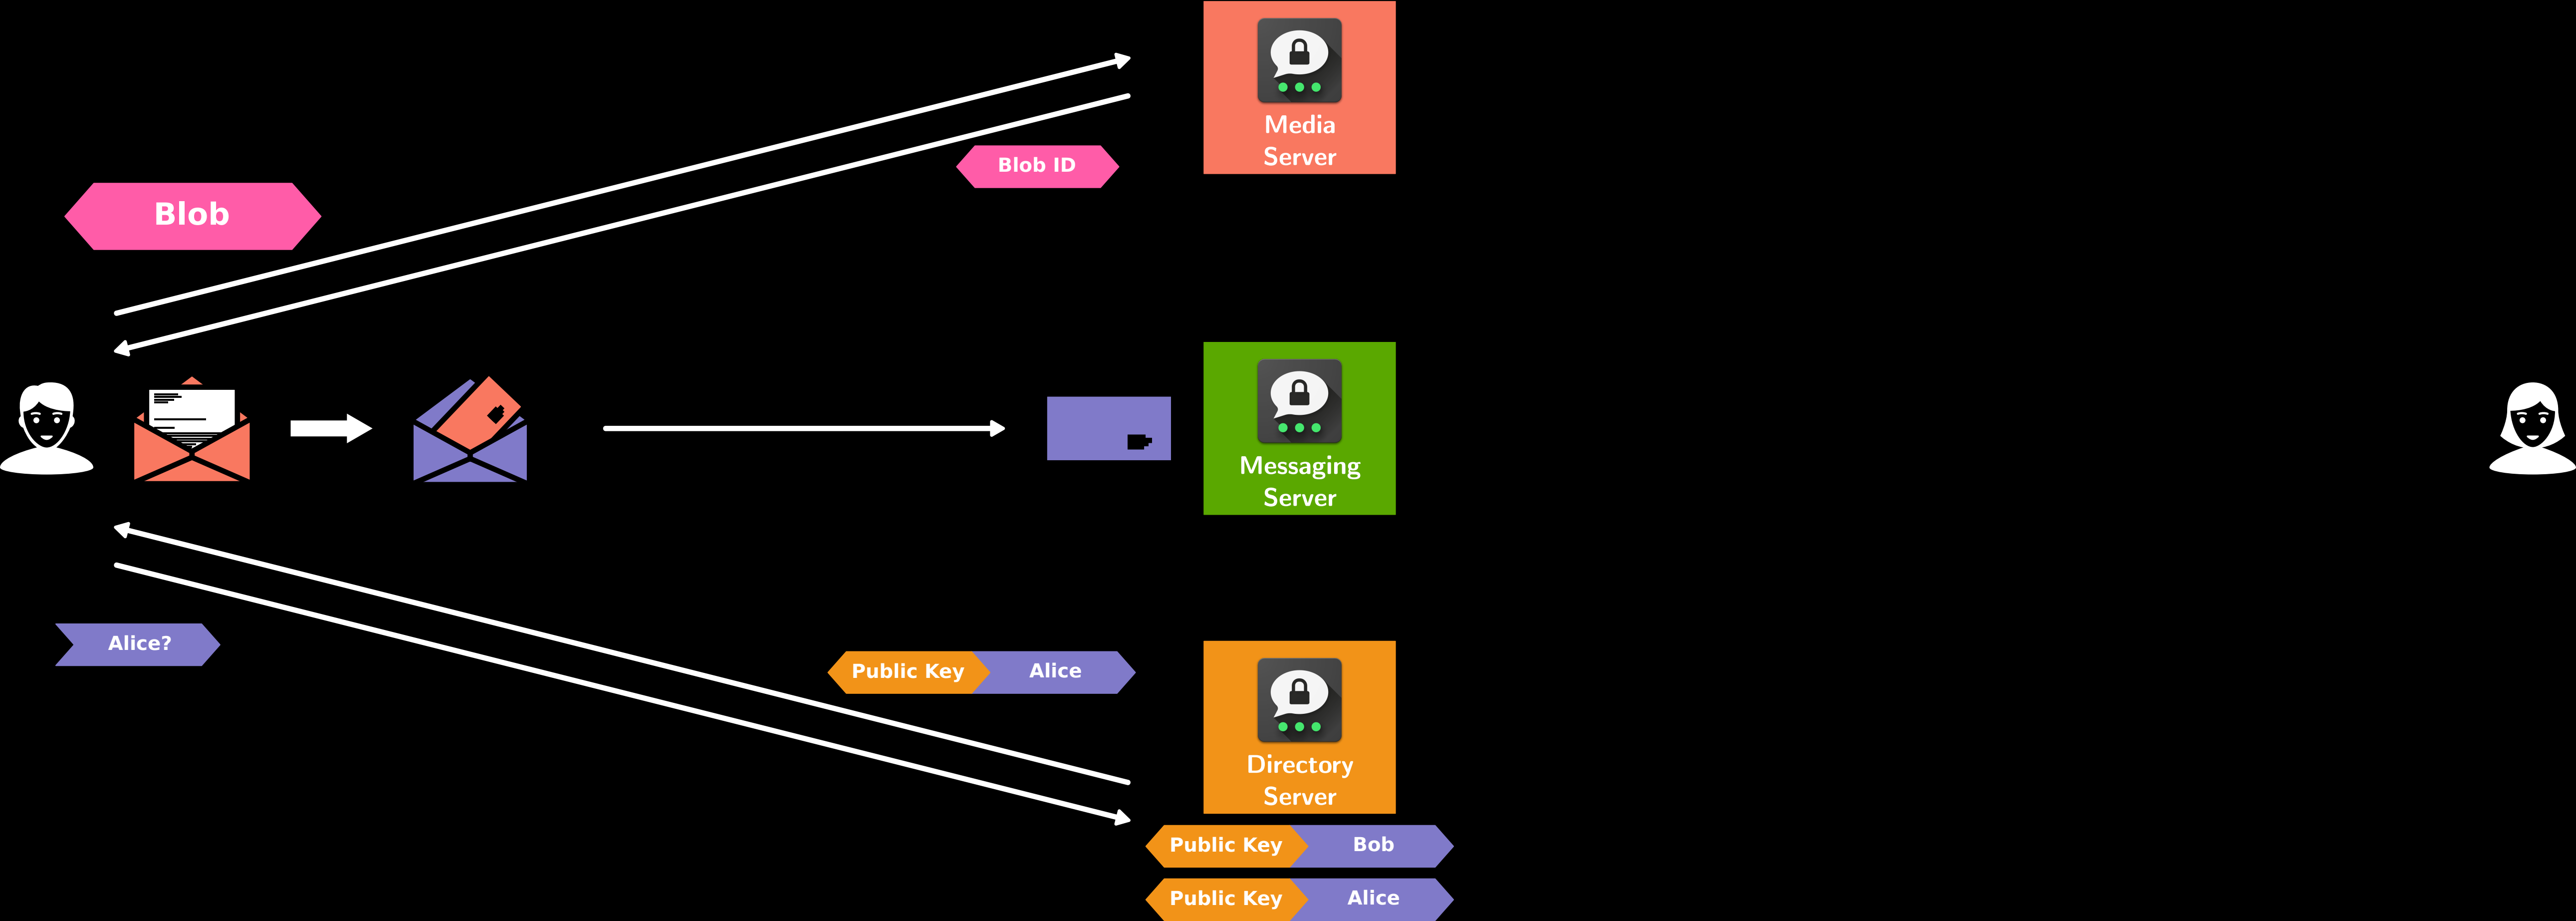 Media
Server
Blob ID
Blob
Messaging
Server
Alice?
Public Key
Alice
Directory
Server
Public Key
Bob
Public Key
Alice